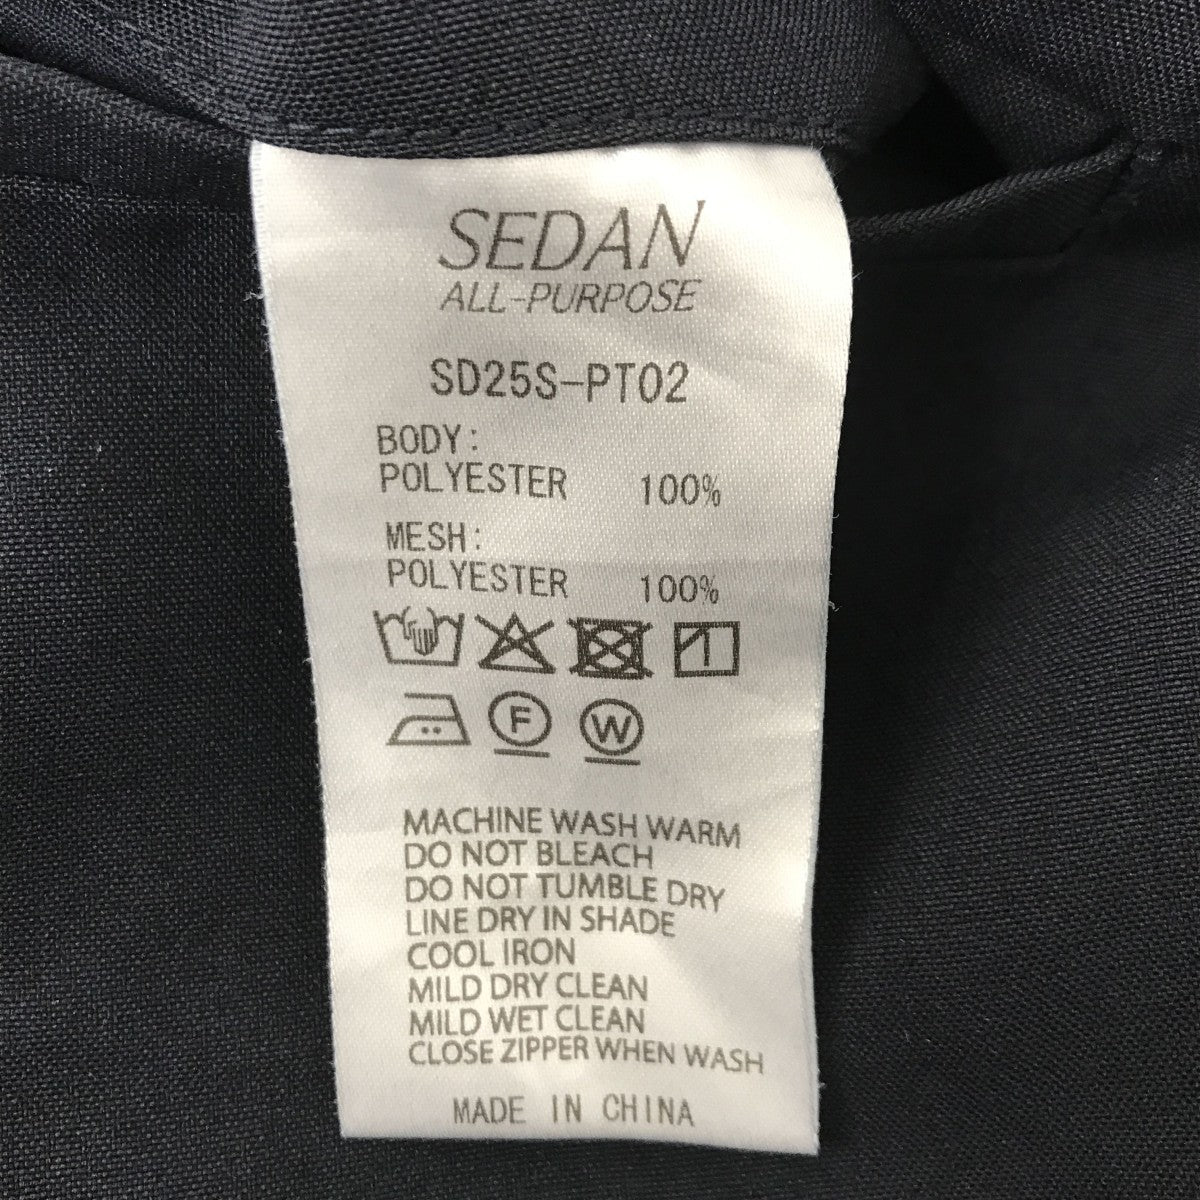 SEDAN
ALL-PURPOSE
SD25S-PT02
BODY:
POLYESTER 100%
MESH:
POLYESTER 100%
F W
MACHINE WASH WARM
DO NOT BLEACH
DO NOT TUMBLE DRY
LINE DRY IN SHADE
COOL IRON
MILD DRY CLEAN
MILD WET CLEAN
CLOSE ZIPPER WHEN WASH
MADE IN CHINA